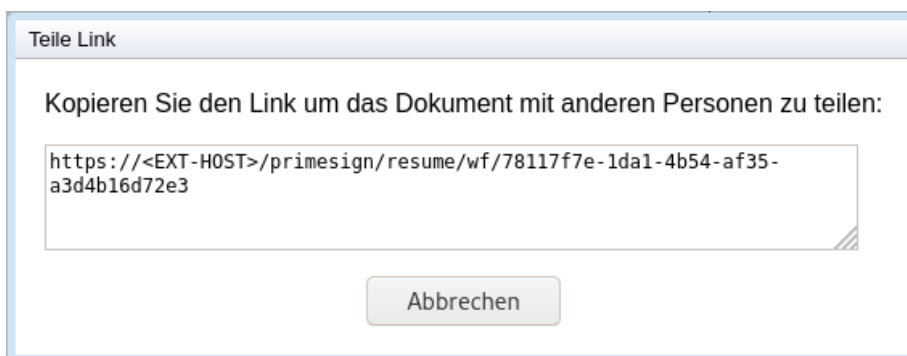 Teile Link
Kopieren Sie den Link um das Dokument mit anderen Personen zu teilen:
https://<EXT-HOST>/primesign/resume/wf/78117f7e-1da1-4b54-af35-
a3d4b16d72e3
Abbrechen